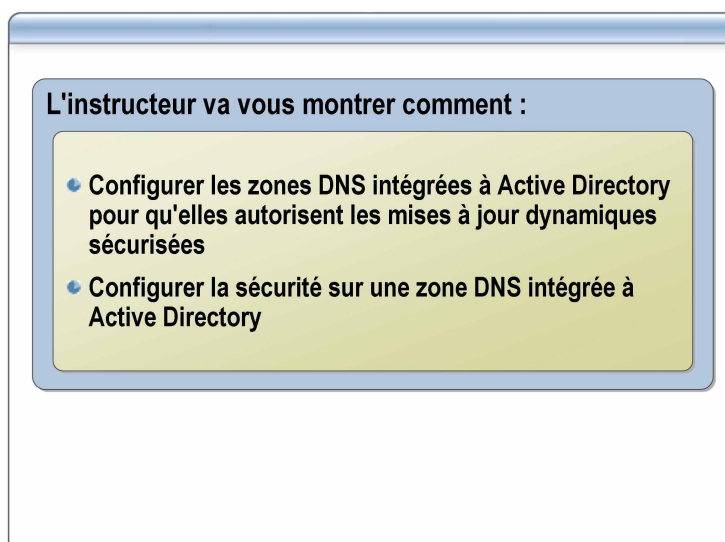 L'instructeur va vous montrer comment :
Configurer les zones DNS intégrées à Active Directory
pour qu'elles autorisent les mises à jour dynamiques
sécurisées
Configurer la sécurité sur une zone DNS intégrée à
Active Directory